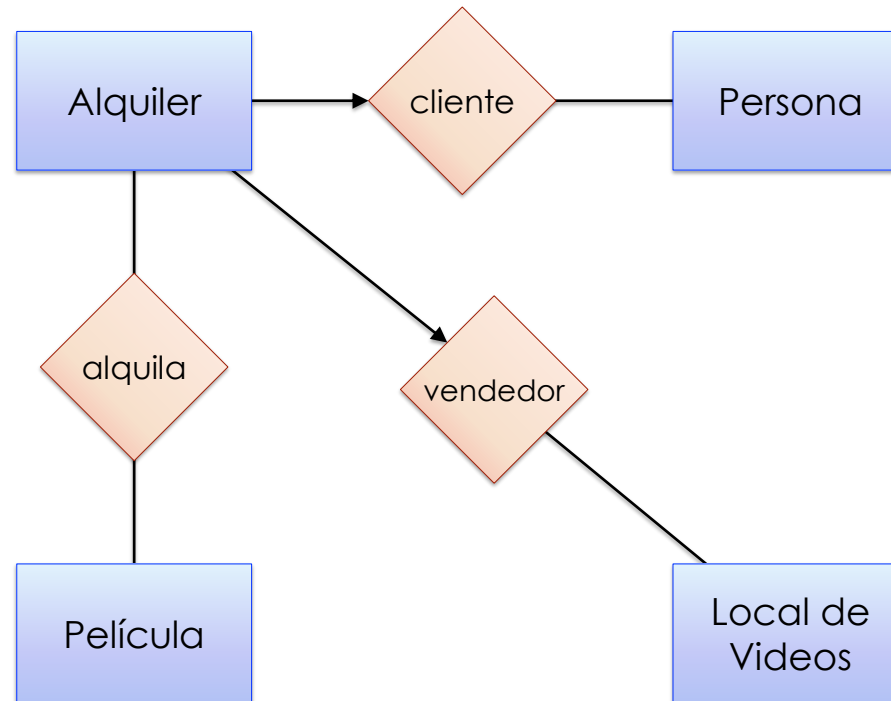 Alquiler
cliente
Persona
alquila
vendedor
Película
Local de
Videos